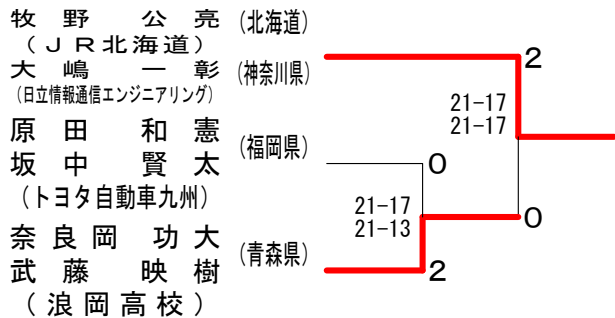 牧野 公亮 (北海道)
(JR北海道)
大嶋 一彰 (神奈川県)
(日立情報通信エンジニアリング)
原田 和憲
坂中 賢太 (福岡県)
(トヨタ自動車九州)
奈良岡 功大
武藤 映樹 (青森県)
(浪岡高校)
2
21-17
21-17
0
21-17
21-13
0
2